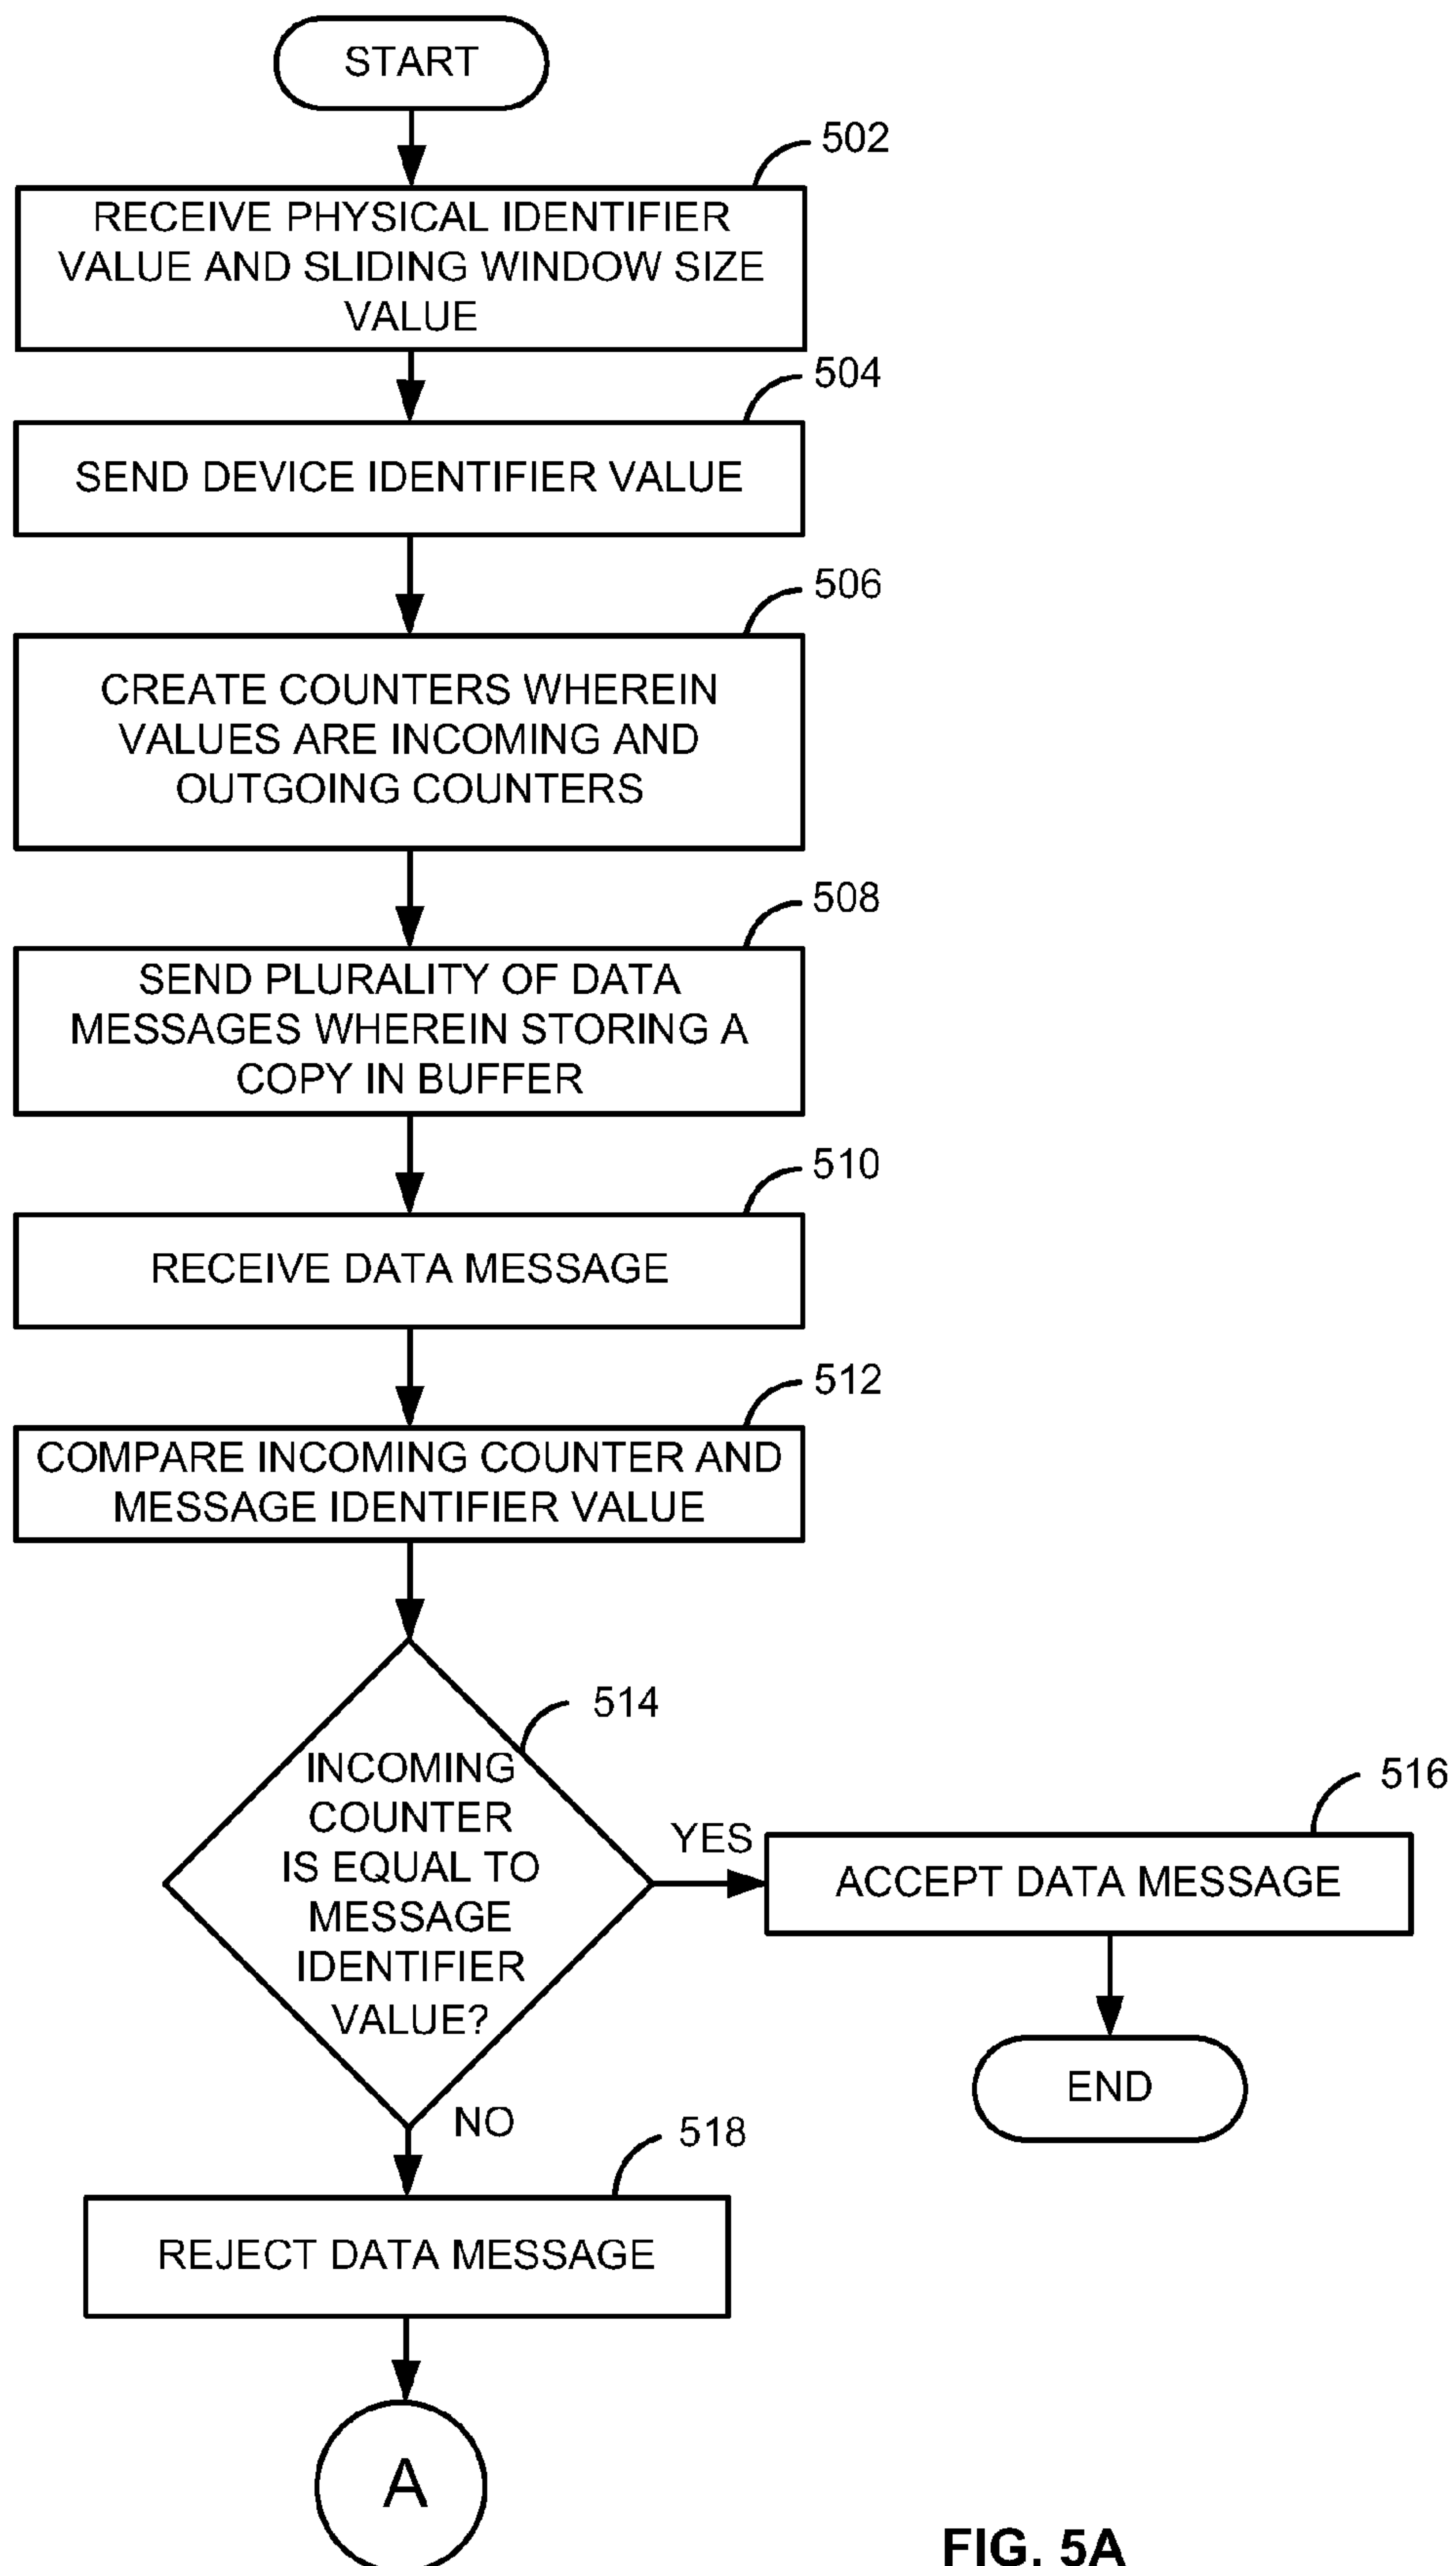 START
502
RECEIVE PHYSICAL IDENTIFIER
VALUE AND SLIDING WINDOW SIZE
VALUE
504
SEND DEVICE IDENTIFIER VALUE
506
CREATE COUNTERS WHEREIN
VALUES ARE INCOMING AND
OUTGOING COUNTERS
508
SEND PLURALITY OF DATA
MESSAGES WHEREIN STORING A
COPY IN BUFFER
510
RECEIVE DATA MESSAGE
512
COMPARE INCOMING COUNTER AND
MESSAGE IDENTIFIER VALUE
514
INCOMING
COUNTER
IS EQUAL TO
MESSAGE
IDENTIFIER
VALUE?
YES
516
ACCEPT DATA MESSAGE
END
NO
518
REJECT DATA MESSAGE
A
FIG. 5A